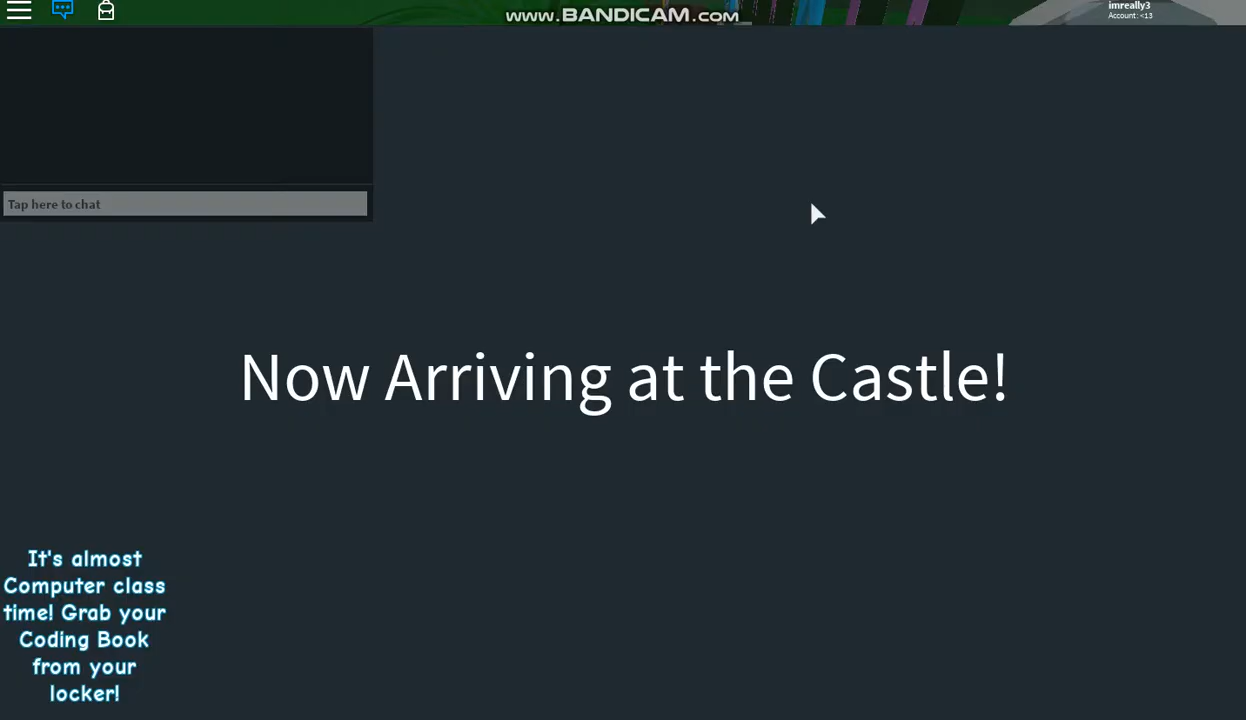 www.BANDICAM.com
imreally3
Account: <13
Tap here to chat
Now Arriving at the Castle!
It's almost
Computer class
time! Grab your
Coding Book
from your
locker!